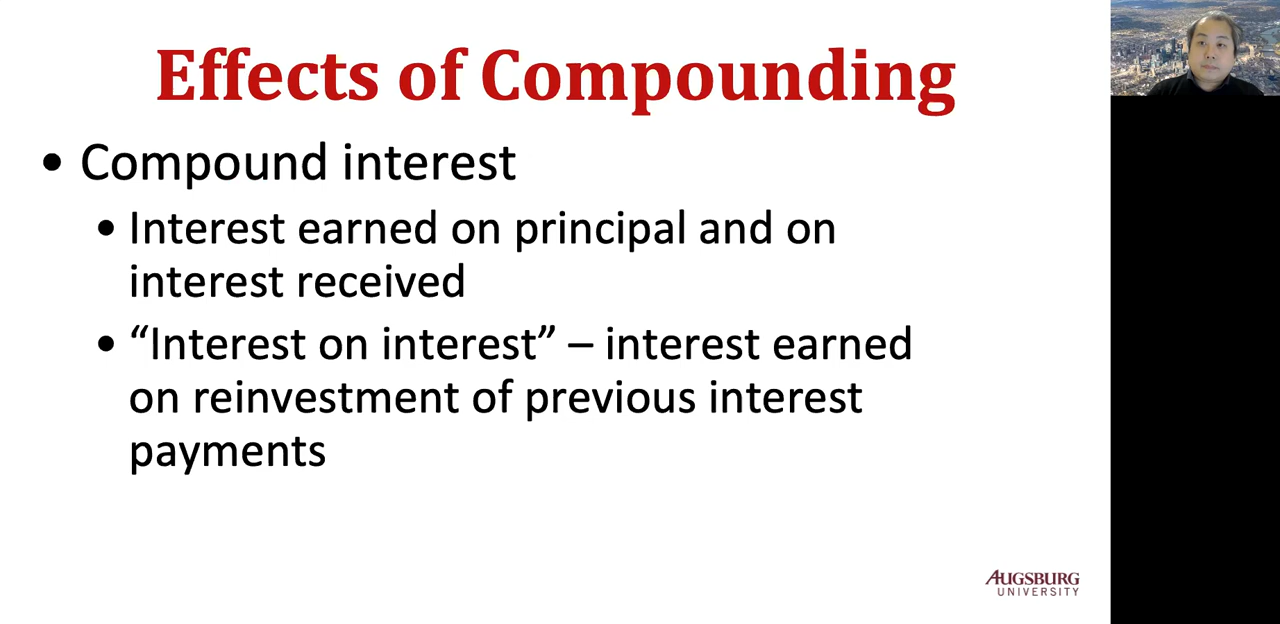 Effects of Compounding
• Compound interest
• Interest earned on principal and on
interest received
• “Interest on interest” – interest earned
on reinvestment of previous interest
payments
AUGSBURG
UNIVERSITY